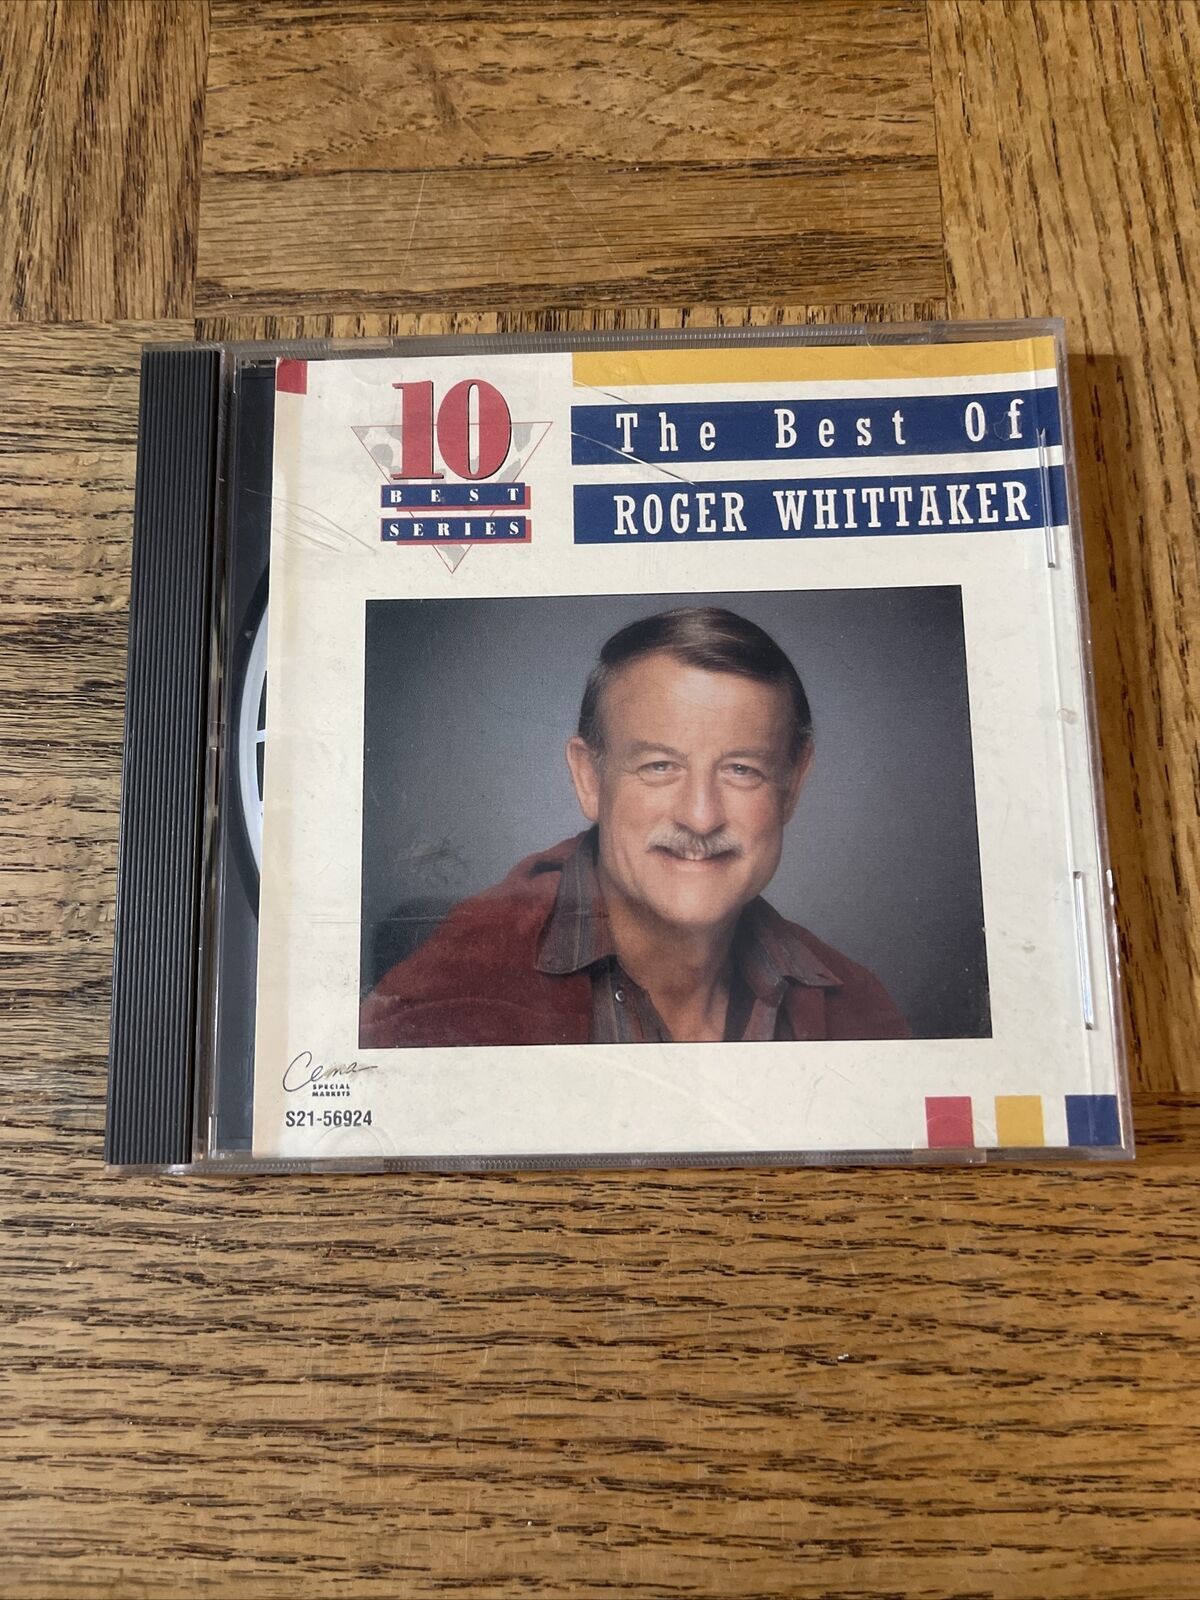 10
BEST
SERIES
The Best Of
ROGER WHITTAKER
Cema
SPECIAL
MARKETS
S21-56924